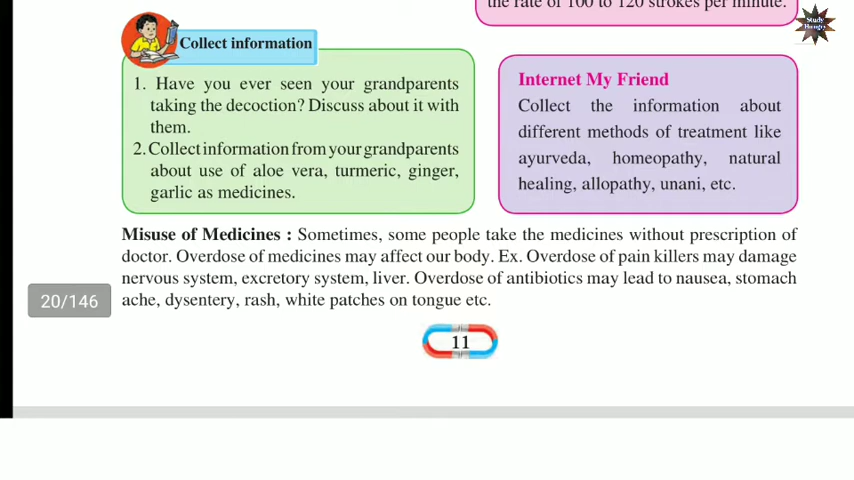 the rate of 100 to 120 strokes per minute.
Study
Hungry
Collect information
1. Have you ever seen your grandparents
taking the decoction? Discuss about it with
them.
2. Collect information from your grandparents
about use of aloe vera, turmeric, ginger,
garlic as medicines.
Internet My Friend
Collect the information about
different methods of treatment like
ayurveda, homeopathy, natural
healing, allopathy, unani, etc.
Misuse of Medicines : Sometimes, some people take the medicines without prescription of
doctor. Overdose of medicines may affect our body. Ex. Overdose of pain killers may damage
nervous system, excretory system, liver. Overdose of antibiotics may lead to nausea, stomach
ache, dysentery, rash, white patches on tongue etc.
20/146
11